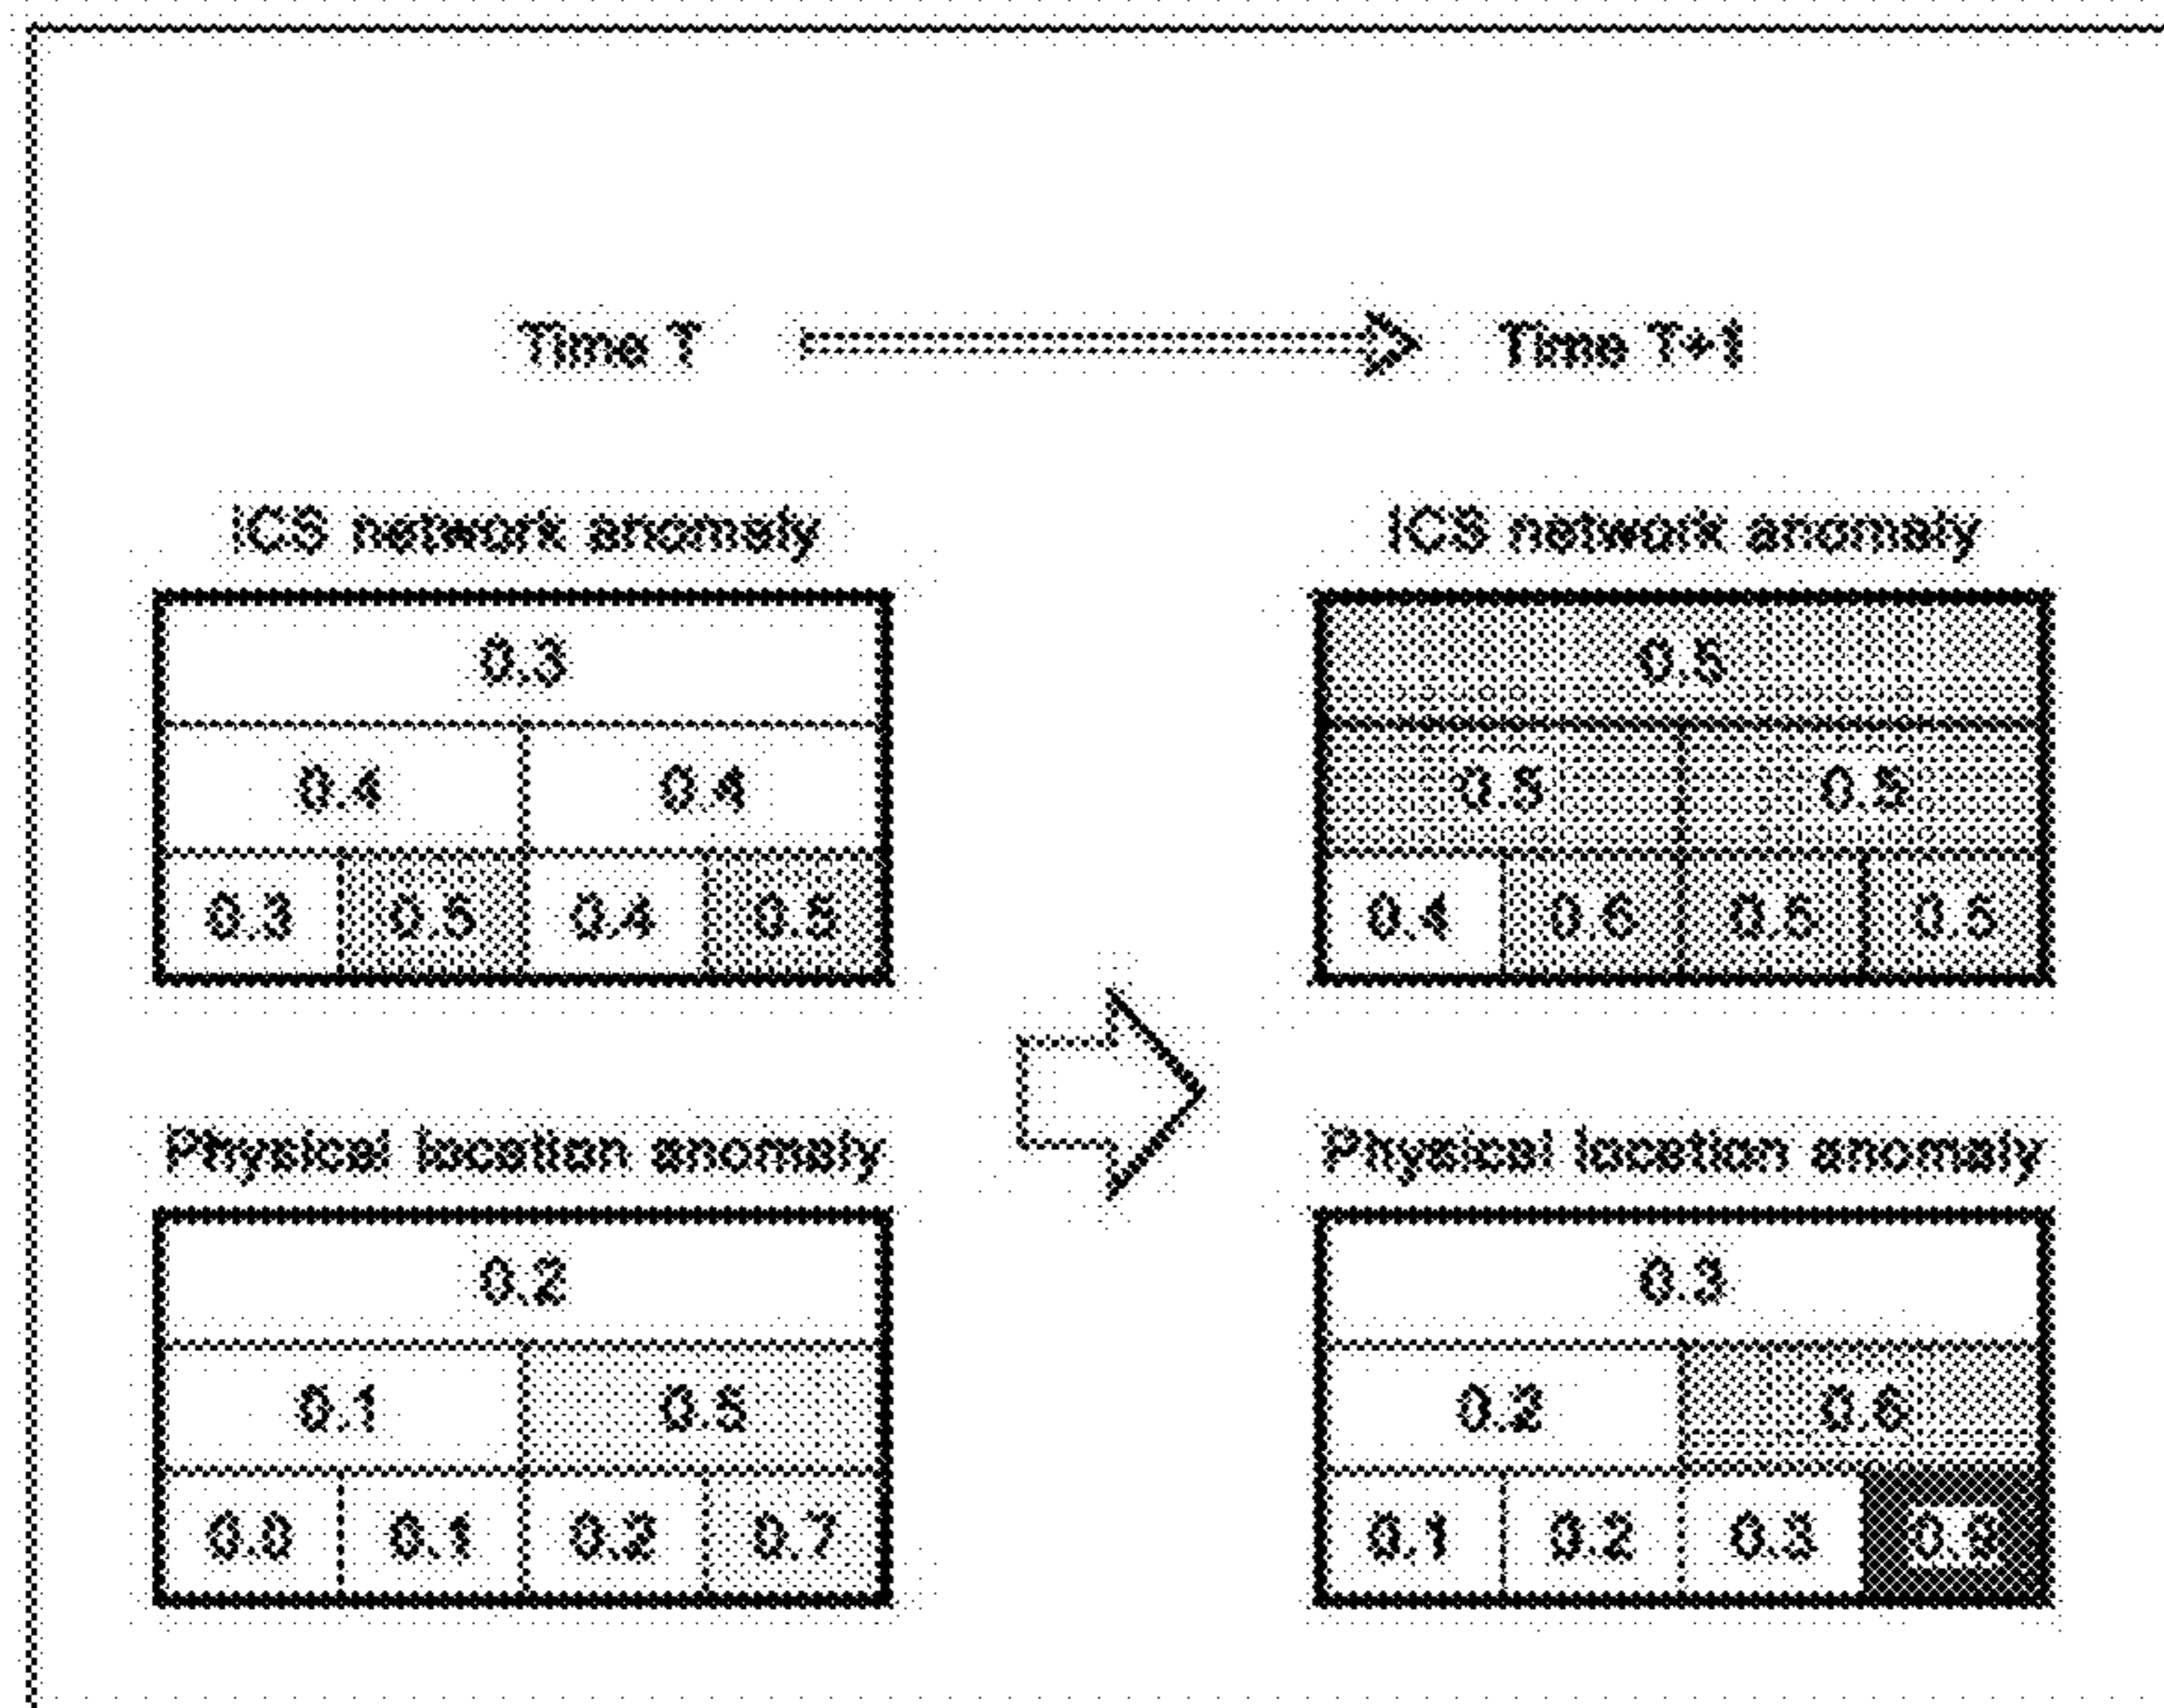 Time T Time T+1
ICS network anomaly ICS network anomaly
0.3 0.5
0.4 0.4 0.5 0.5
0.3 0.5 0.4 0.5 0.4 0.6 0.5 0.5
Physical location anomaly Physical location anomaly
0.2 0.3
0.1 0.5 0.2 0.6
0.0 0.1 0.2 0.7 0.1 0.2 0.3 0.9